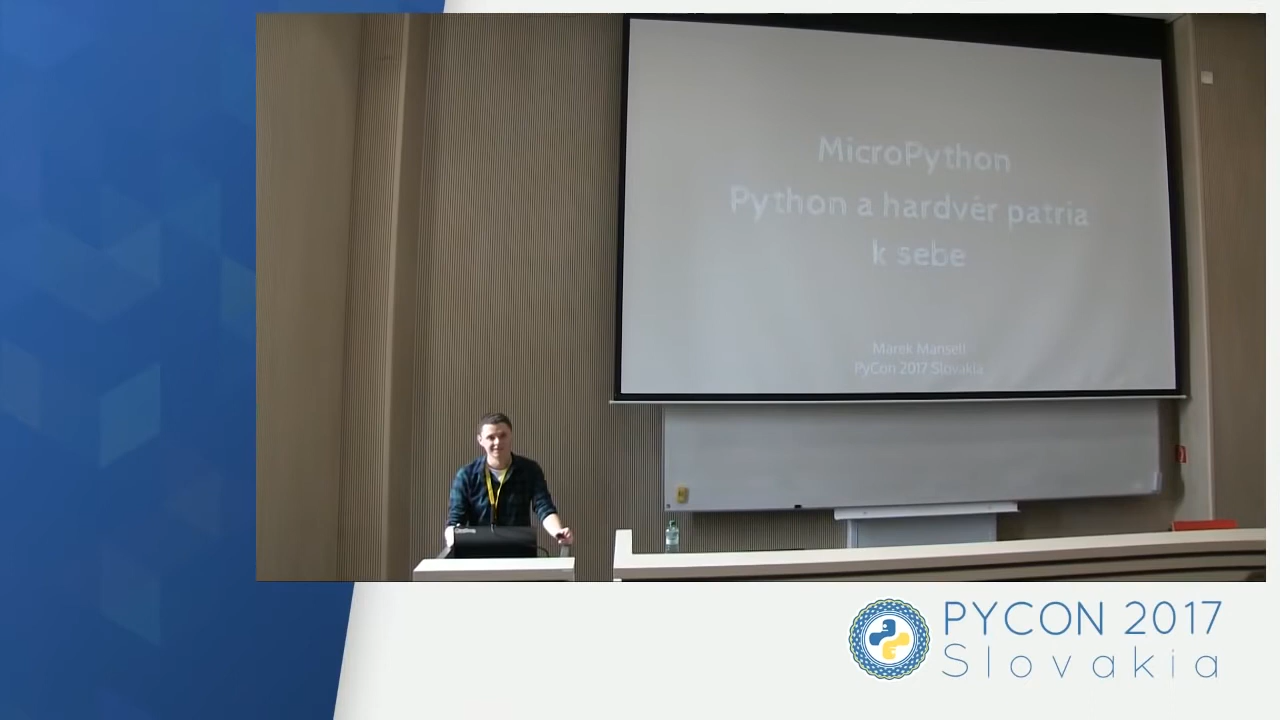 MicroPython
Python a hardvér patria
k sebe
Marek Mansell
PyCon 2017 Slovakia
PYCON 2017
Slovakia